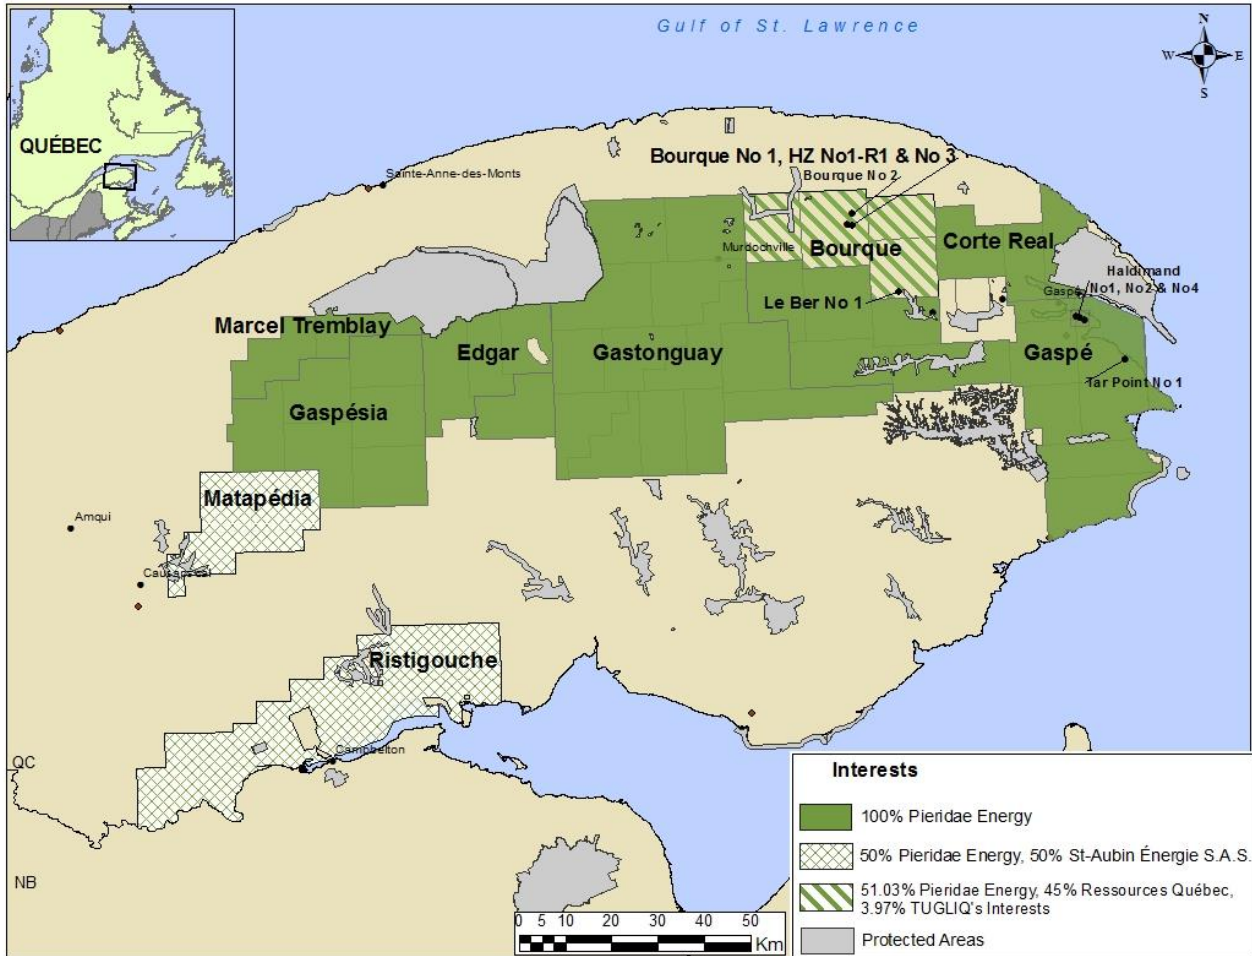 Gulf of St. Lawrence
N
W E
S
QUÉBEC
Sainte-Anne-des-Monts
Bourque No 1, HZ No1-R1 & No 3
Bourque No 2
Murdochville
Bourque
Corte Real
Haldimand
No1, No2 & No4
Gaspé
Le Ber No 1
Marcel Tremblay
Edgar
Gastonguay
Gaspé
Tar Point No 1
Gaspésia
Matapédia
Amqui
Causapscal
Ristigouche
Campbelton
QC
NB
Interests
100% Pieridae Energy
50% Pieridae Energy, 50% St-Aubin Énergie S.A.S.
51.03% Pieridae Energy, 45% Ressources Québec,
3.97% TUGLIQ's Interests
Protected Areas
0 5 10 20 30 40 50
Km